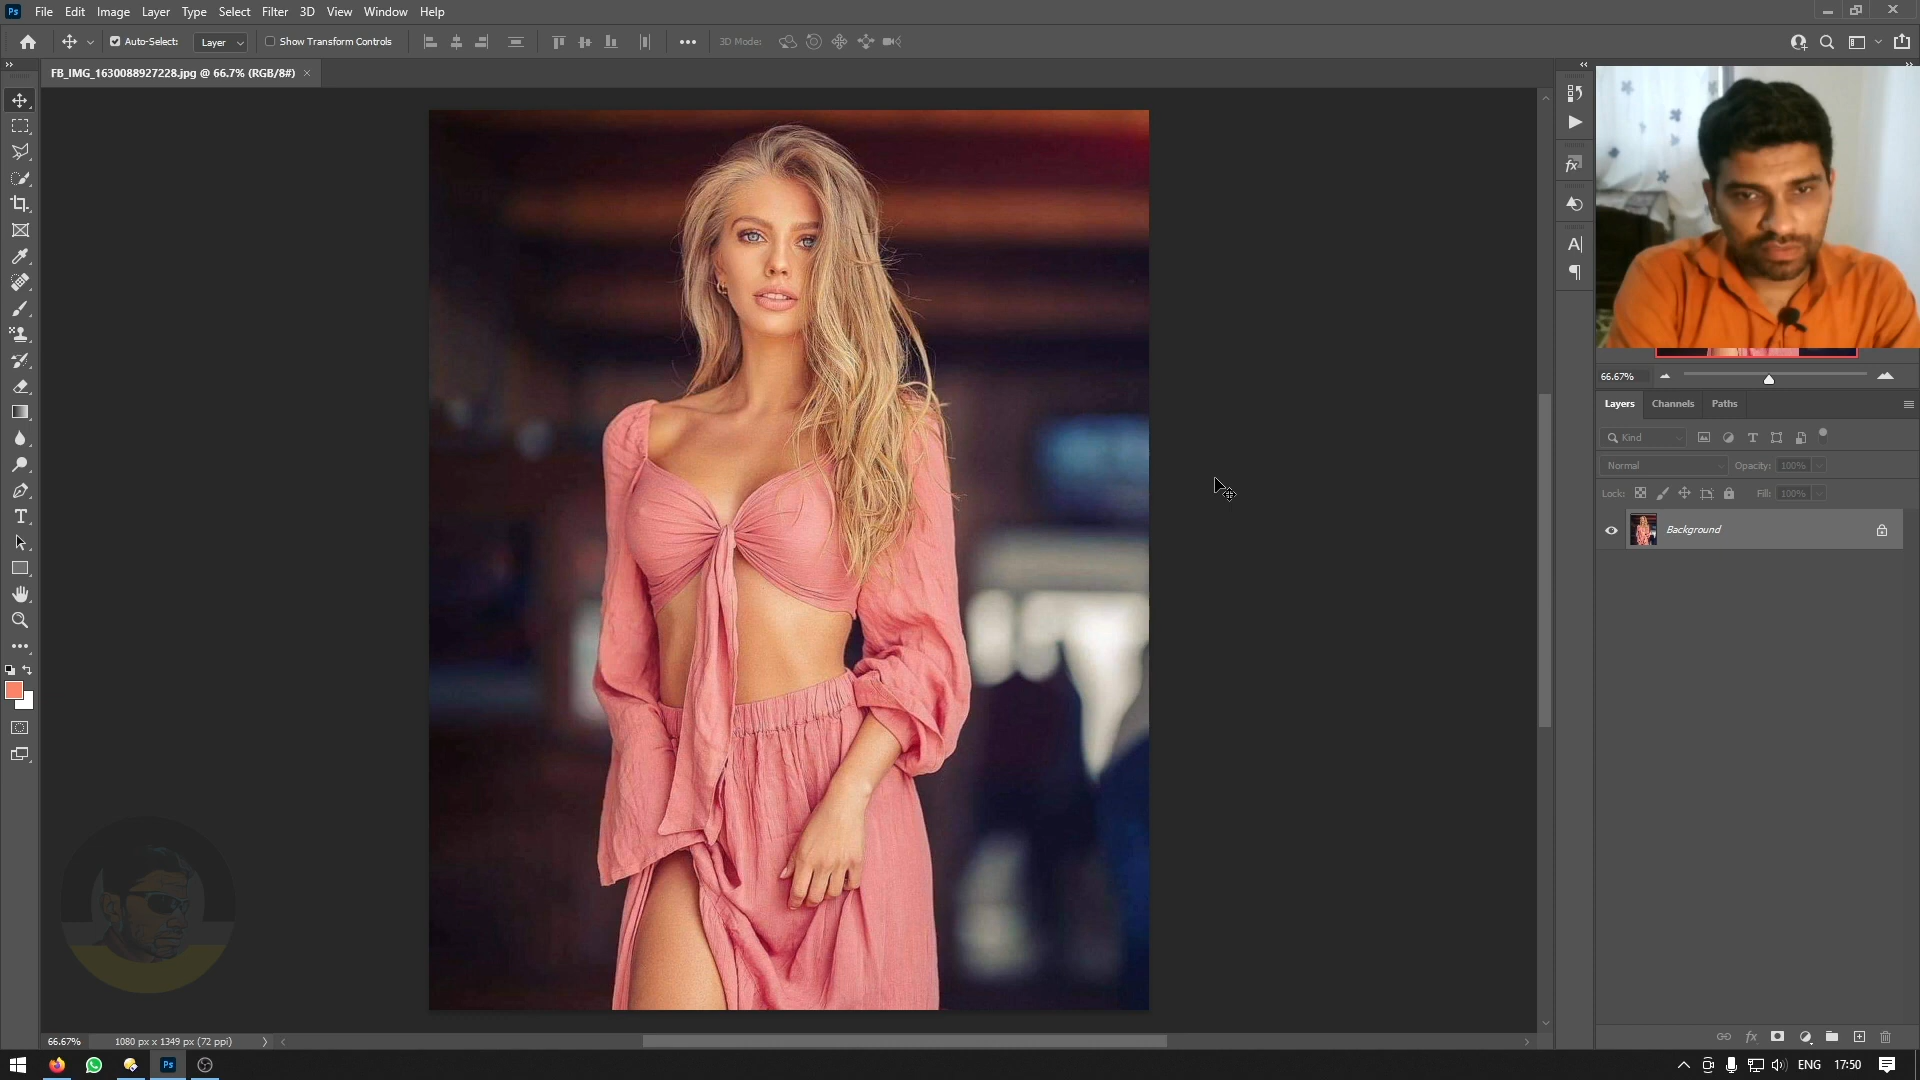 Ps File Edit Image Layer Type Select Filter 3D View Window Help
Auto-Select: Layer Show Transform Controls 3D Mode:
FB_IMG_1630088927228.jpg @ 66.7% (RGB/8#)
66.67%
Layers Channels Paths
Kind
Normal Opacity: 100%
Lock: Fill: 100%
Background
66.67% 1080 px x 1349 px (72 ppi)
Ps ENG 17:50